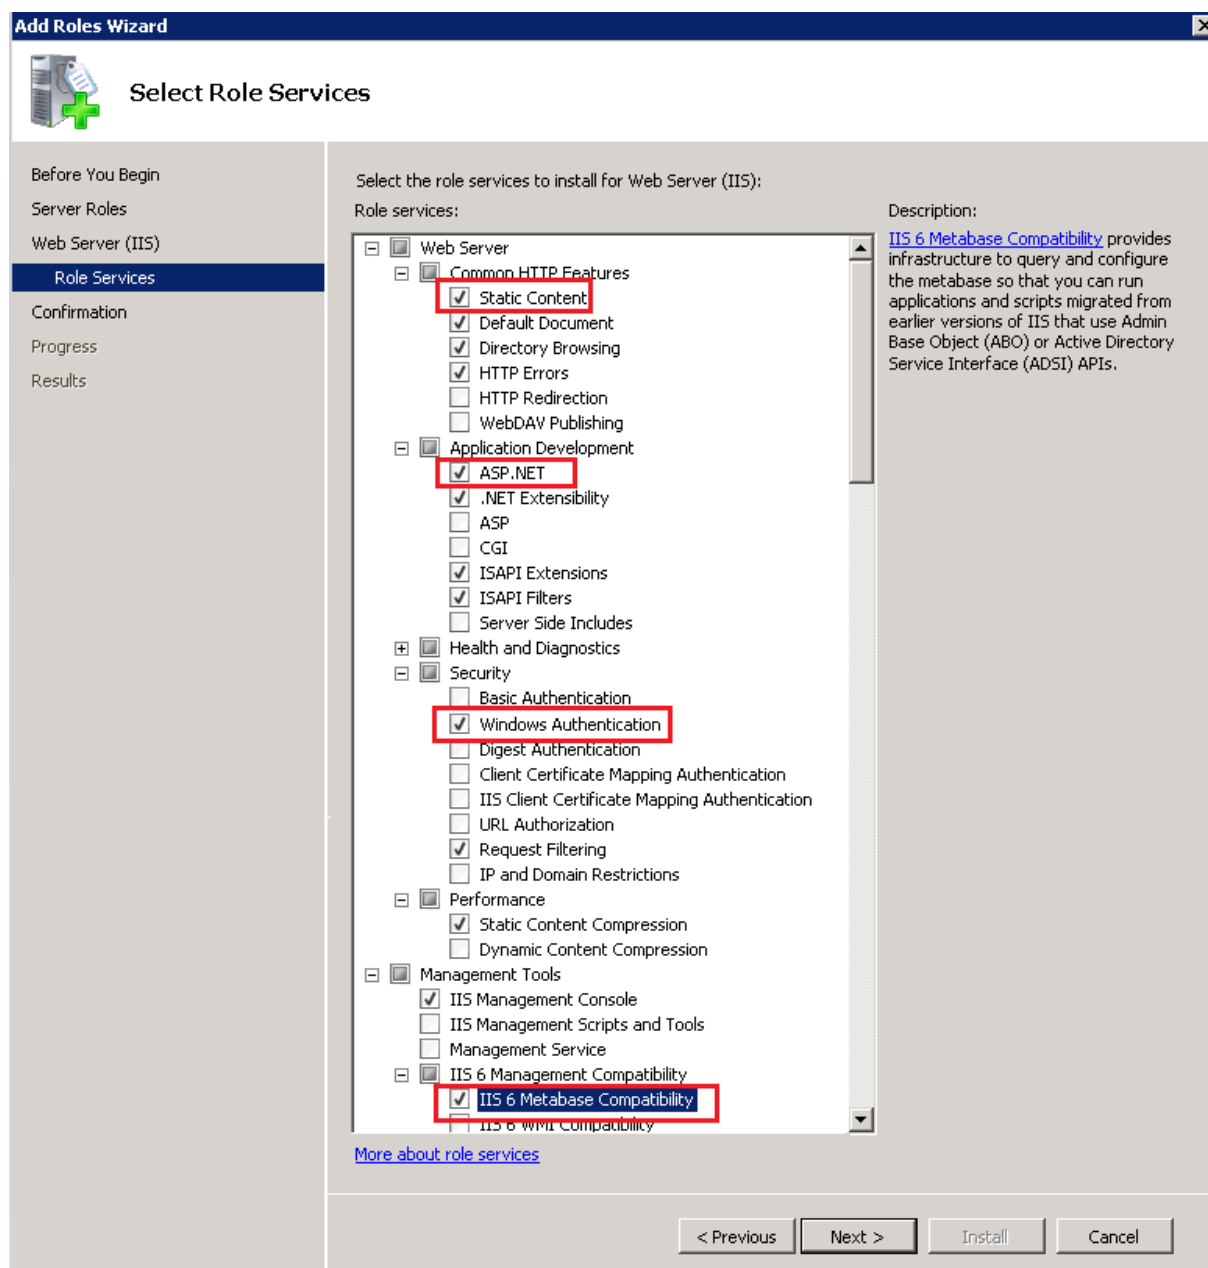 Add Roles Wizard
Select Role Services
Before You Begin
Server Roles
Web Server (IIS)
Role Services
Confirmation
Progress
Results
Select the role services to install for Web Server (IIS):
Role services:
Web Server
Common HTTP Features
Static Content
Default Document
Directory Browsing
HTTP Errors
HTTP Redirection
WebDAV Publishing
Application Development
ASP.NET
.NET Extensibility
ASP
CGI
ISAPI Extensions
ISAPI Filters
Server Side Includes
Health and Diagnostics
Security
Basic Authentication
Windows Authentication
Digest Authentication
Client Certificate Mapping Authentication
IIS Client Certificate Mapping Authentication
URL Authorization
Request Filtering
IP and Domain Restrictions
Performance
Static Content Compression
Dynamic Content Compression
Management Tools
IIS Management Console
IIS Management Scripts and Tools
Management Service
IIS 6 Management Compatibility
IIS 6 Metabase Compatibility
IIS 6 WMI Compatibility
More about role services
Description:
IIS 6 Metabase Compatibility provides
infrastructure to query and configure
the metabase so that you can run
applications and scripts migrated from
earlier versions of IIS that use Admin
Base Object (ABO) or Active Directory
Service Interface (ADSI) APIs.
< Previous
Next >
Install
Cancel